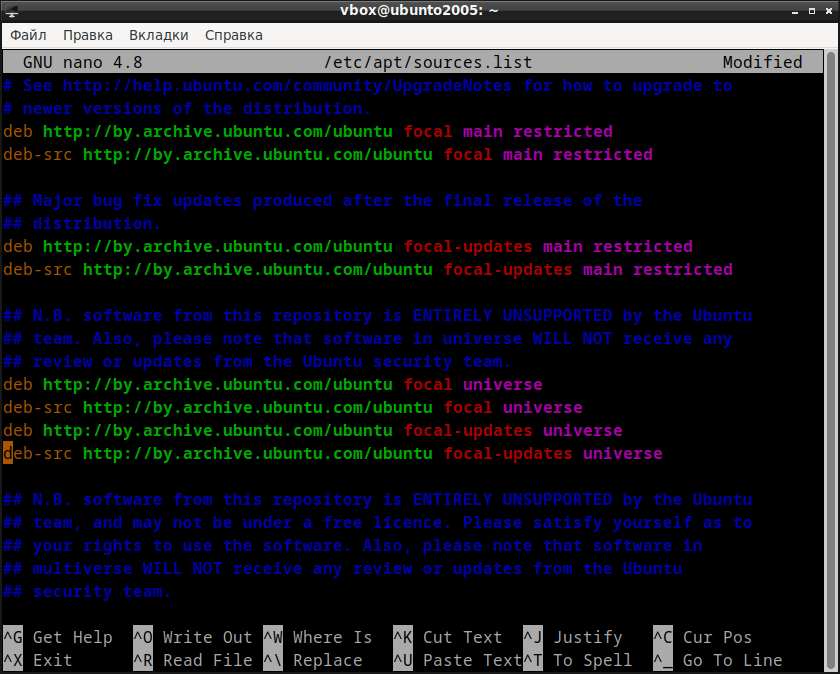 vbox@ubunto2005: ~
Файл Правка Вкладки Справка
GNU nano 4.8 /etc/apt/sources.list Modified
# See http://help.ubuntu.com/community/UpgradeNotes for how to upgrade to
# newer versions of the distribution.
deb http://by.archive.ubuntu.com/ubuntu focal main restricted
deb-src http://by.archive.ubuntu.com/ubuntu focal main restricted
## Major bug fix updates produced after the final release of the
## distribution.
deb http://by.archive.ubuntu.com/ubuntu focal-updates main restricted
deb-src http://by.archive.ubuntu.com/ubuntu focal-updates main restricted
## N.B. software from this repository is ENTIRELY UNSUPPORTED by the Ubuntu
## team. Also, please note that software in universe WILL NOT receive any
## review or updates from the Ubuntu security team.
deb http://by.archive.ubuntu.com/ubuntu focal universe
deb-src http://by.archive.ubuntu.com/ubuntu focal universe
deb http://by.archive.ubuntu.com/ubuntu focal-updates universe
deb-src http://by.archive.ubuntu.com/ubuntu focal-updates universe
## N.B. software from this repository is ENTIRELY UNSUPPORTED by the Ubuntu
## team, and may not be under a free licence. Please satisfy yourself as to
## your rights to use the software. Also, please note that software in
## multiverse WILL NOT receive any review or updates from the Ubuntu
## security team.
^G Get Help ^O Write Out ^W Where Is ^K Cut Text ^J Justify ^C Cur Pos
^X Exit ^R Read File ^\ Replace ^U Paste Text ^T To Spell ^_ Go To Line